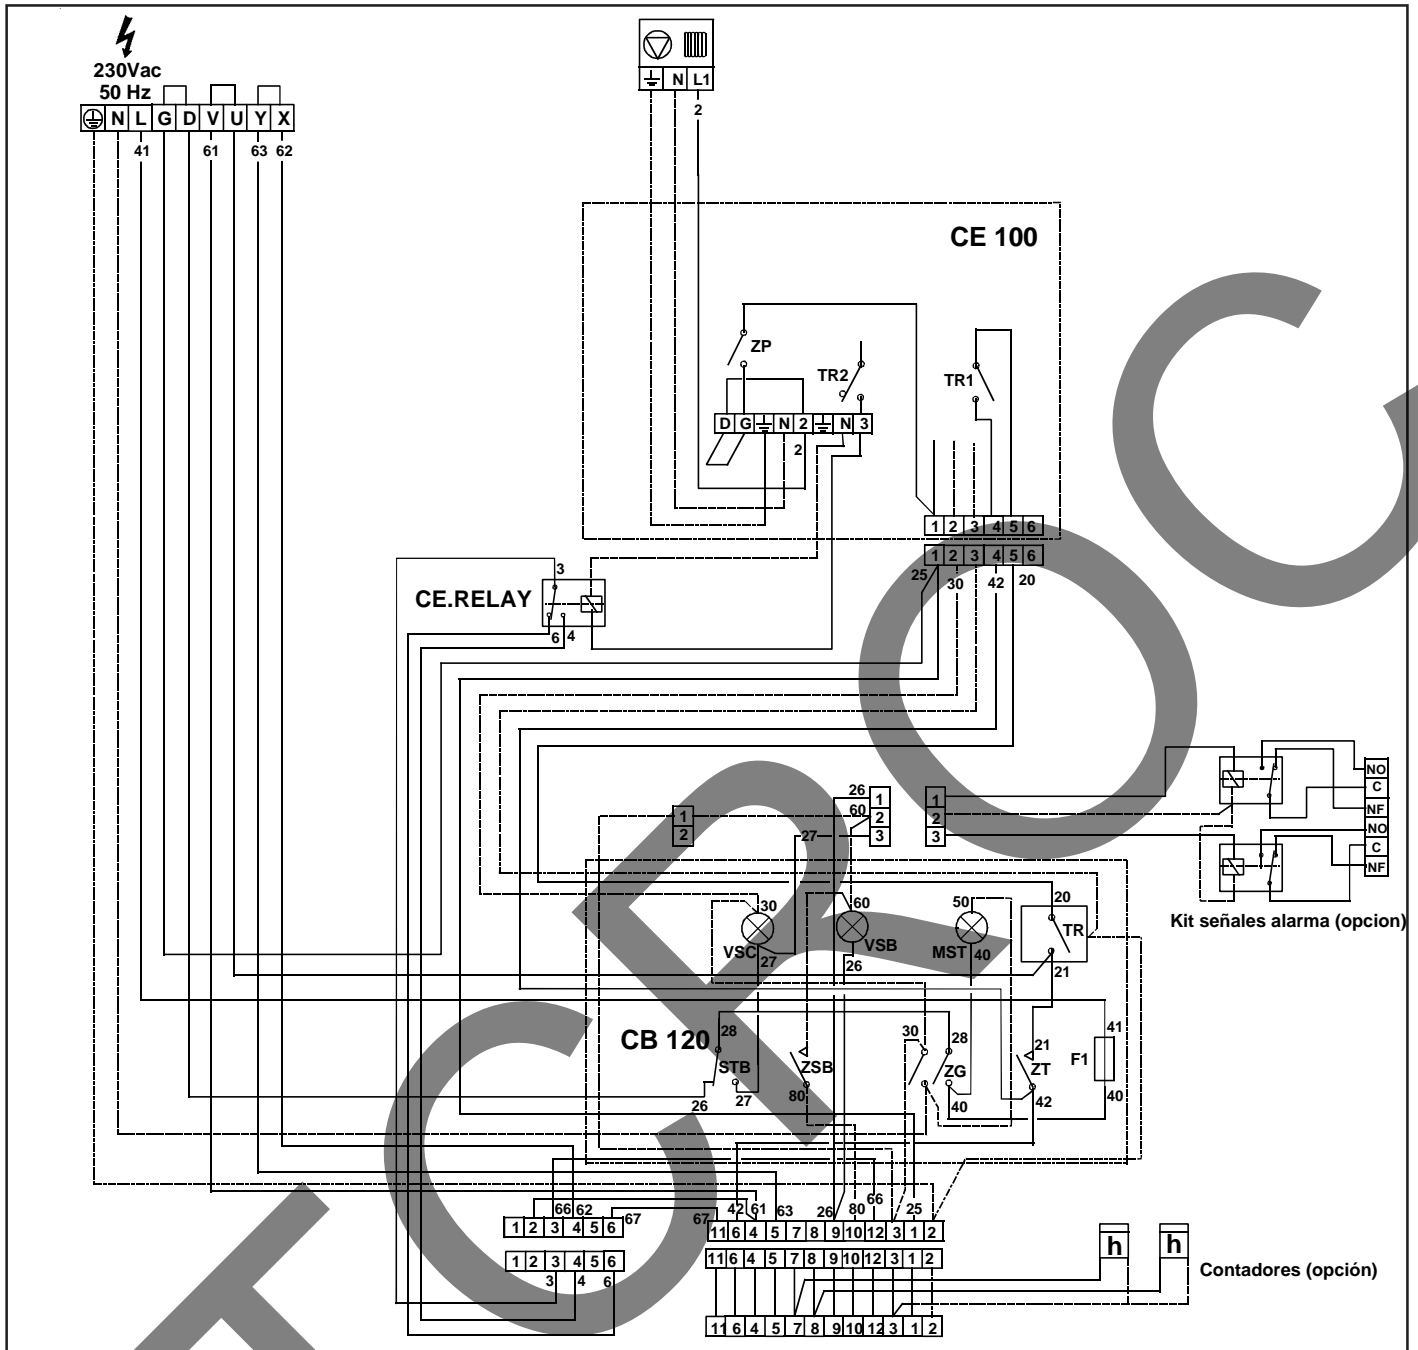 230Vac
50 Hz
N L G D V U Y X
41 61 63 62
N L1
2
CE 100
ZP
TR2
TR1
D G N 2 N 3
2
1 2 3 4 5 6
1 2 3 4 5 6
25 30 42 20
3
CE.RELAY
6 4
26
60
27
1
2
1
2
3
1
2
3
NO
C
NF
NO
C
NF
Kit señales alarma (opcion)
30 60 50 20
VSC VSB MST TR
27 26 40 21
CB 120
28 30 28 21 41
STB ZSB ZG ZT F1
26 27 80 40 42 40
66 62 67
67 42 61 63 26 80 66 25
1 2 3 4 5 6
11 6 4 5 7 8 9 10 12 3 1 2
1 2 3 4 5 6
11 6 4 5 7 8 9 10 12 3 1 2
3 4 6
h h
Contadores (opción)
11 6 4 5 7 8 9 10 12 3 1 2